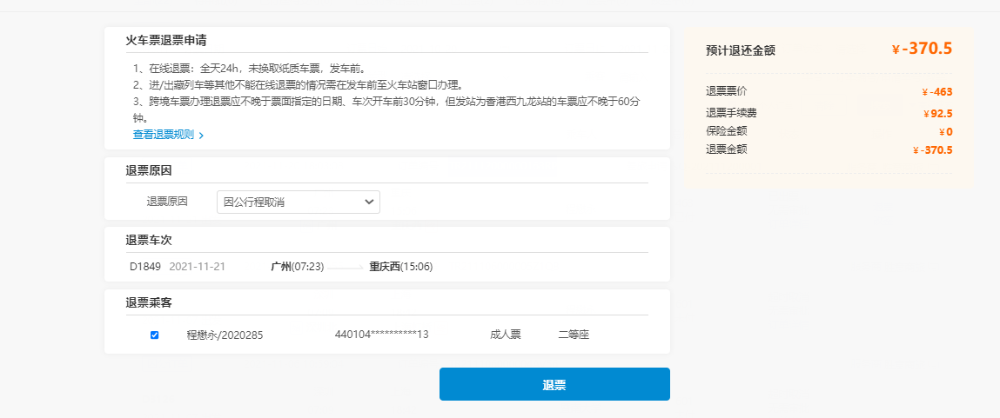 火车票退票申请
1、在线退票：全天24h，未换取纸质车票，发车前。
2、进/出藏列车等其他不能在线退票的情况需在发车前至火车站窗口办理。
3、跨境车票办理退票应不晚于票面指定的日期、车次开车前30分钟，但发站为香港西九龙站的车票应不晚于60分
钟。
查看退票规则 >
退票原因
退票原因 因公行程取消
退票车次
D1849 2021-11-21 广州(07:23) 重庆西(15:06)
退票乘客
程懋永/2020285 440104**********13 成人票 二等座
退票
预计退还金额 ¥-370.5
退票票价 ¥-463
退票手续费 ¥92.5
保险金额 ¥0
退票金额 ¥-370.5